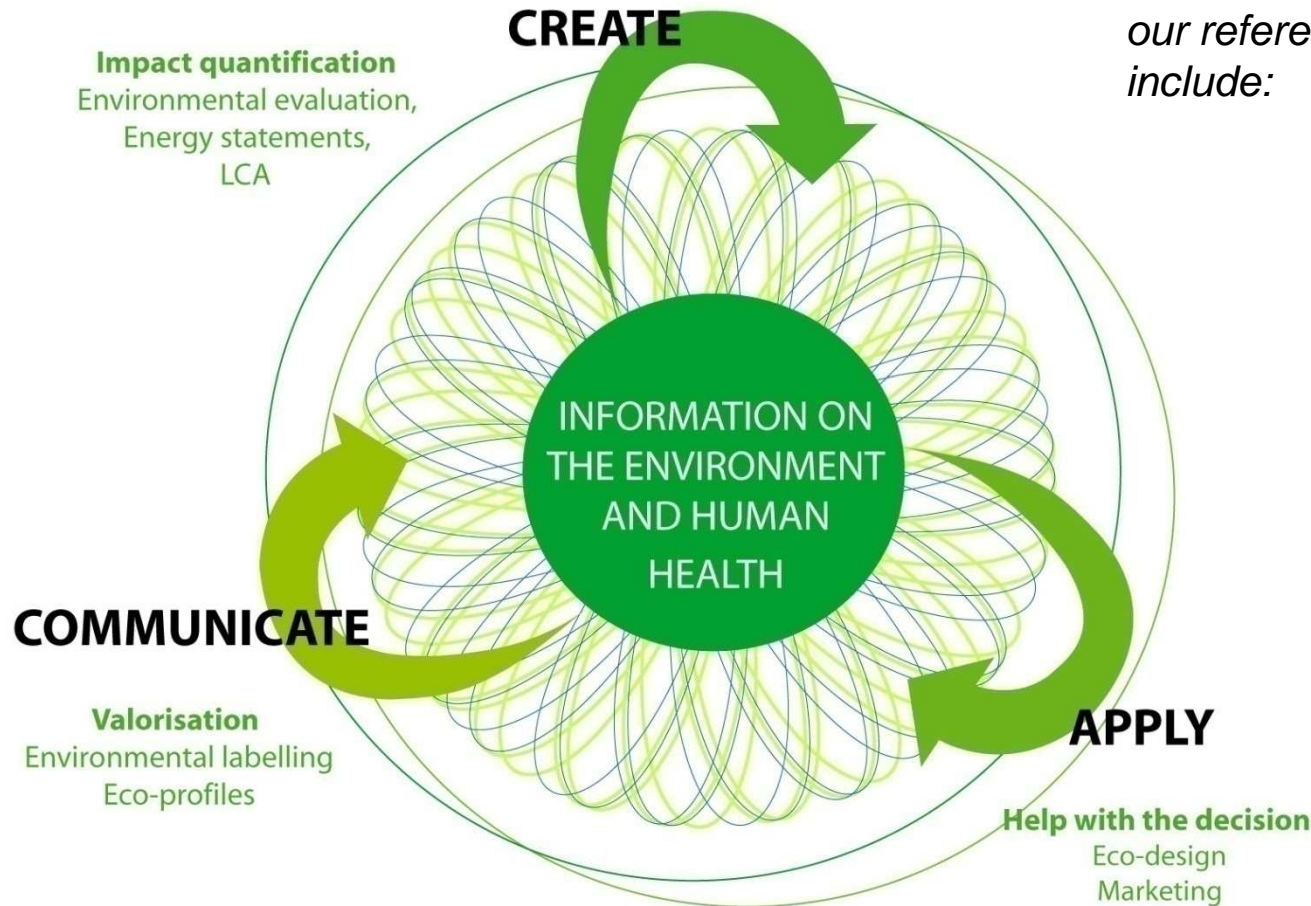 CREATE
our refere
include:
Impact quantification
Environmental evaluation,
Energy statements,
LCA
INFORMATION ON
THE ENVIRONMENT
AND HUMAN
HEALTH
COMMUNICATE
Valorisation
Environmental labelling
Eco-profiles
APPLY
Help with the decision
Eco-design
Marketing